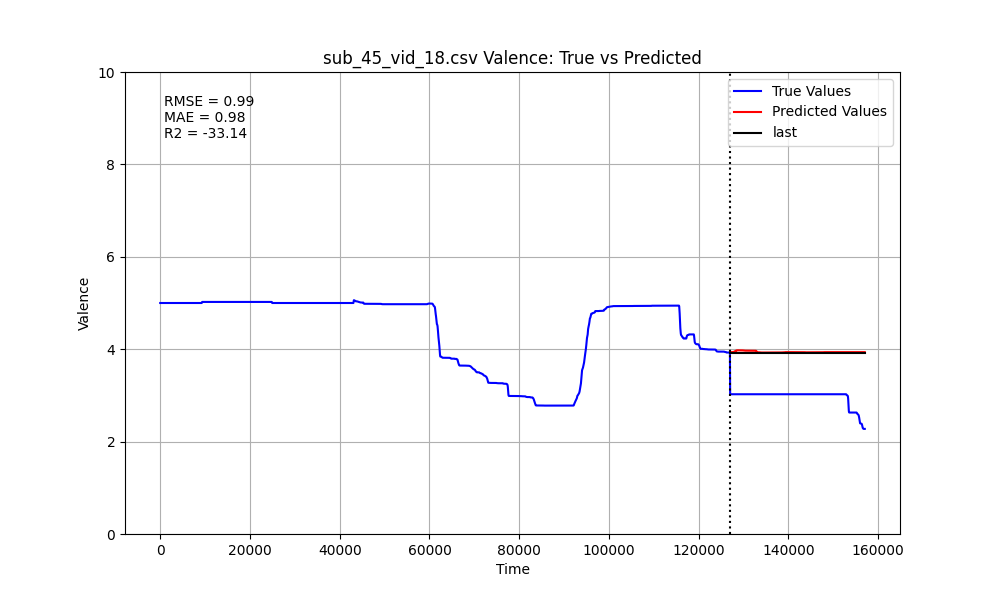 sub_45_vid_18.csv Valence: True vs Predicted
10
8
6
4
2
0
Valence
RMSE = 0.99
MAE = 0.98
R2 = -33.14
True Values
Predicted Values
last
0 20000 40000 60000 80000 100000 120000 140000 160000
Time